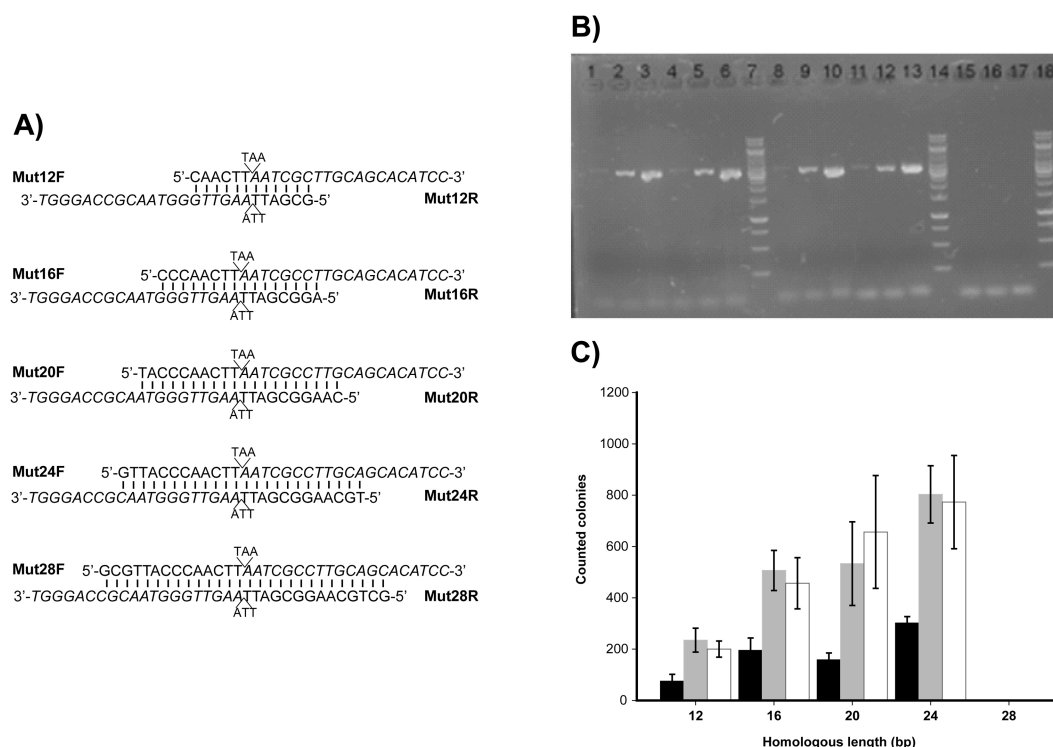 A)
TAA
Mut12F 5'-CAACTTAATCGCTTGCAGCACATCC-3'
3'-TGGGACCGCAATGGGTTGAATTAGCG-5' Mut12R
ATT
TAA
Mut16F 5'-CCCAACTTAATCGCCTTGCAGCACATCC-3'
3'-TGGGACCGCAATGGGTTGAATTAGCGGA-5' Mut16R
ATT
TAA
Mut20F 5'-TACCCAACTTAATCGCCTTGCAGCACATCC-3'
3'-TGGGACCGCAATGGGTTGAATTAGCGGAAC-5' Mut20R
ATT
TAA
Mut24F 5'-GTTACCCAACTTAATCGCCTTGCAGCACATCC-3'
3'-TGGGACCGCAATGGGTTGAATTAGCGGAACGT-5' Mut24R
ATT
TAA
Mut28F 5'-GCGTTACCCAACTTAATCGCCTTGCAGCACATCC-3'
3'-TGGGACCGCAATGGGTTGAATTAGCGGAACGTCG-5' Mut28R
ATT
B)
1 2 3 4 5 6 7 8 9 10 11 12 13 14 15 16 17 18
C)
Counted colonies
1200
1000
800
600
400
200
0
12 16 20 24 28
Homologous length (bp)